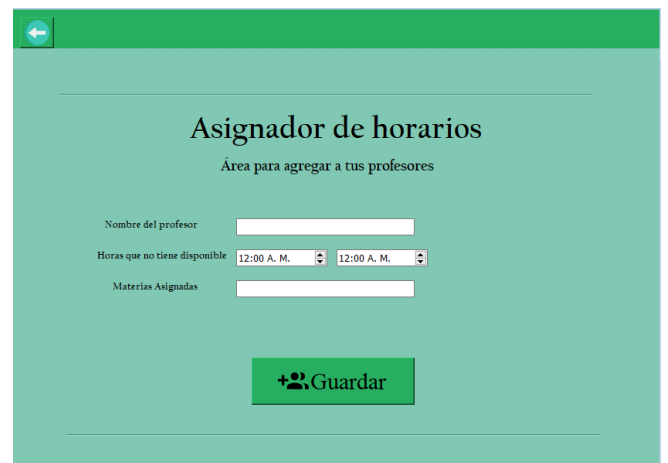 Asignador de horarios
Área para agregar a tus profesores
Nombre del profesor
Horas que no tiene disponible 12:00 A. M. 12:00 A. M.
Materias Asignadas
Guardar